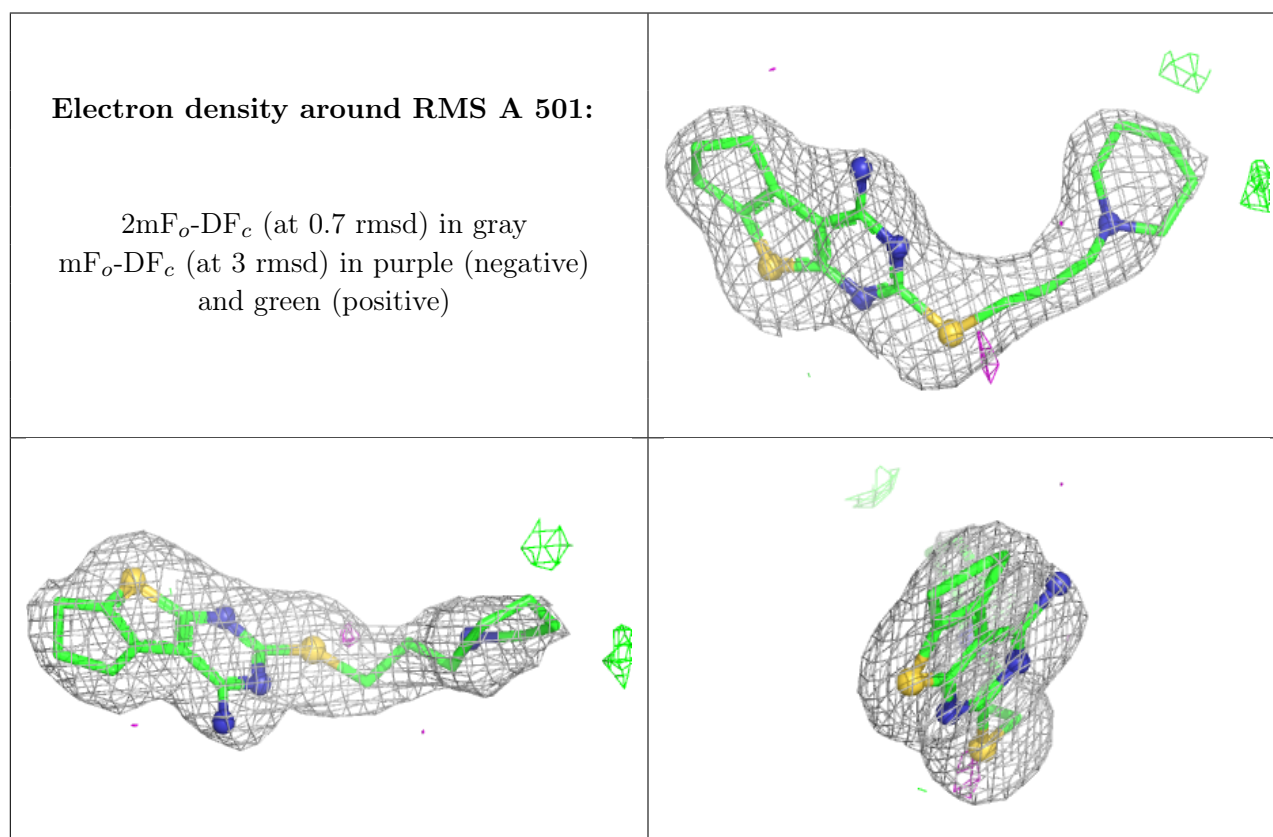 Electron density around RMS A 501:
2mFo-DFc (at 0.7 rmsd) in gray
mFo-DFc (at 3 rmsd) in purple (negative)
and green (positive)